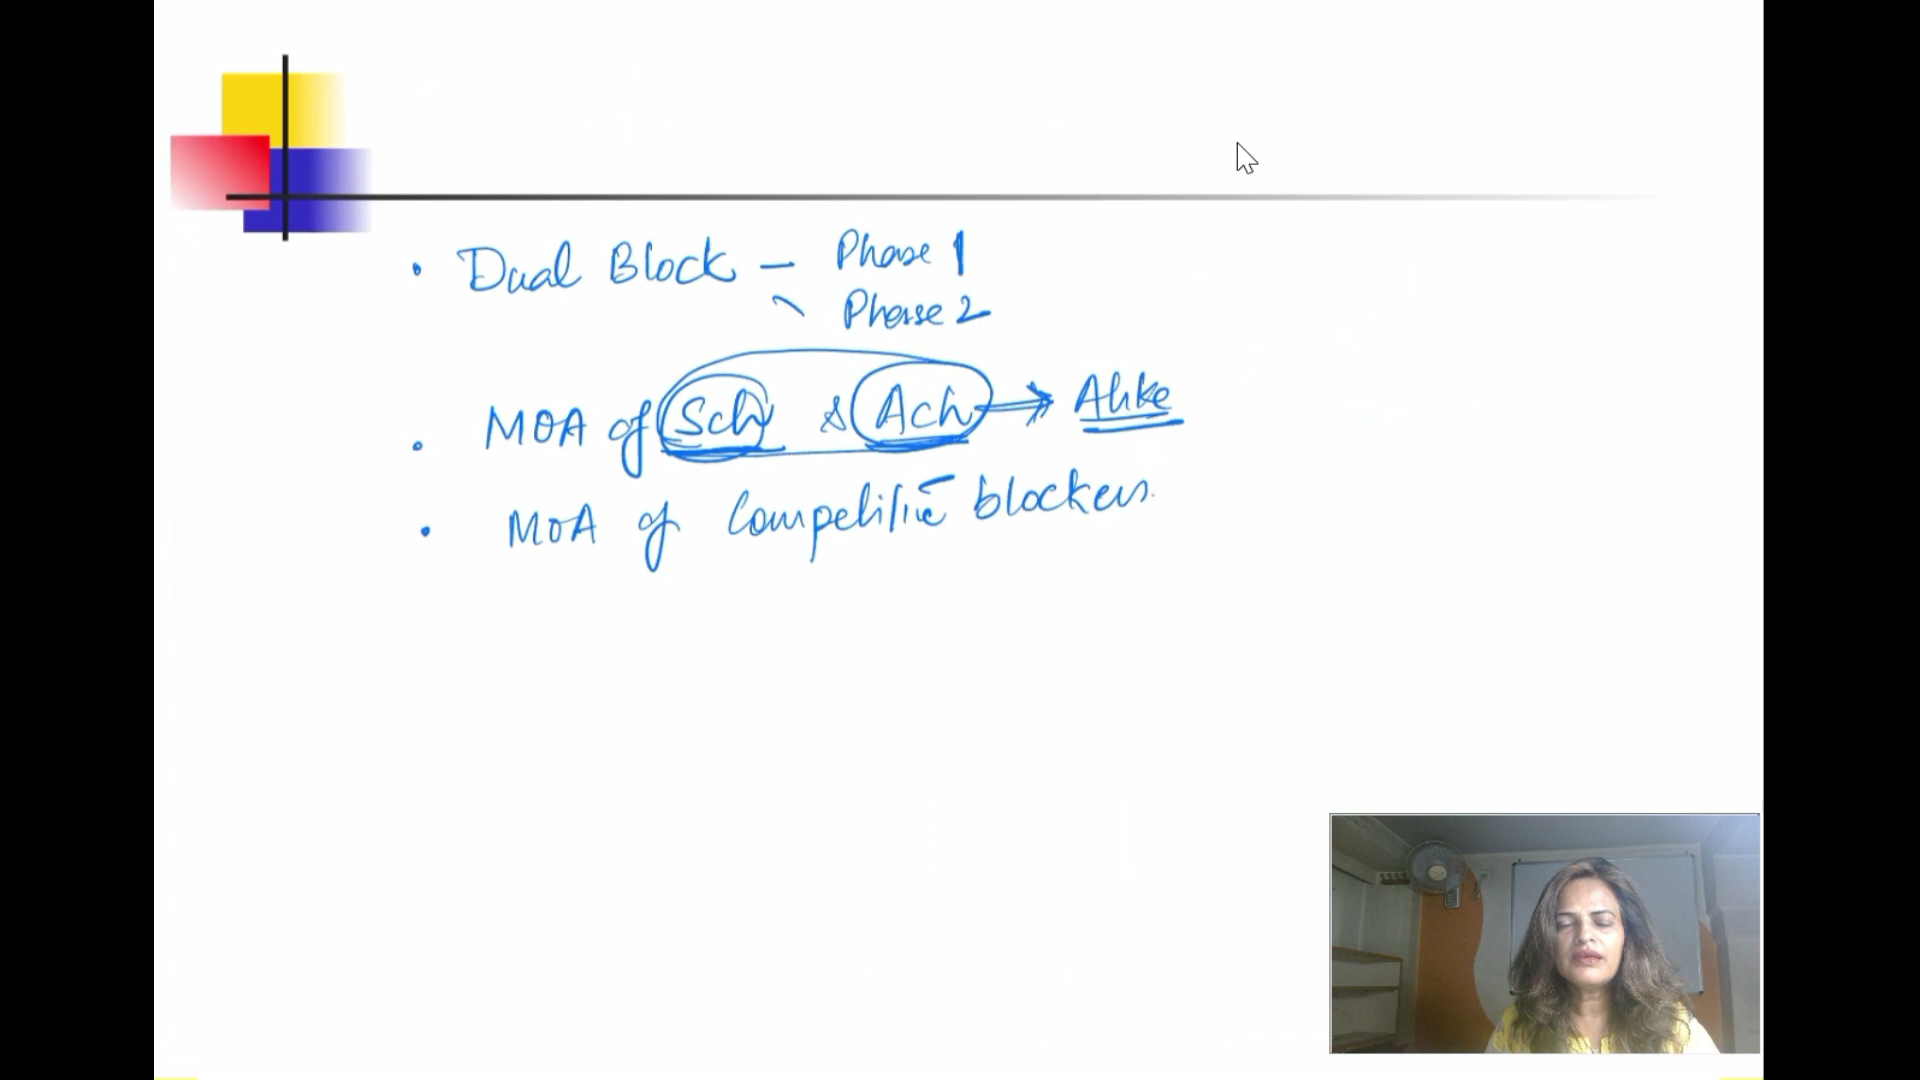 • Dual Block – Phase 1
Phase 2
• MOA of Sch & Ach ⇒ Alike
• MOA of Competitive blockers.